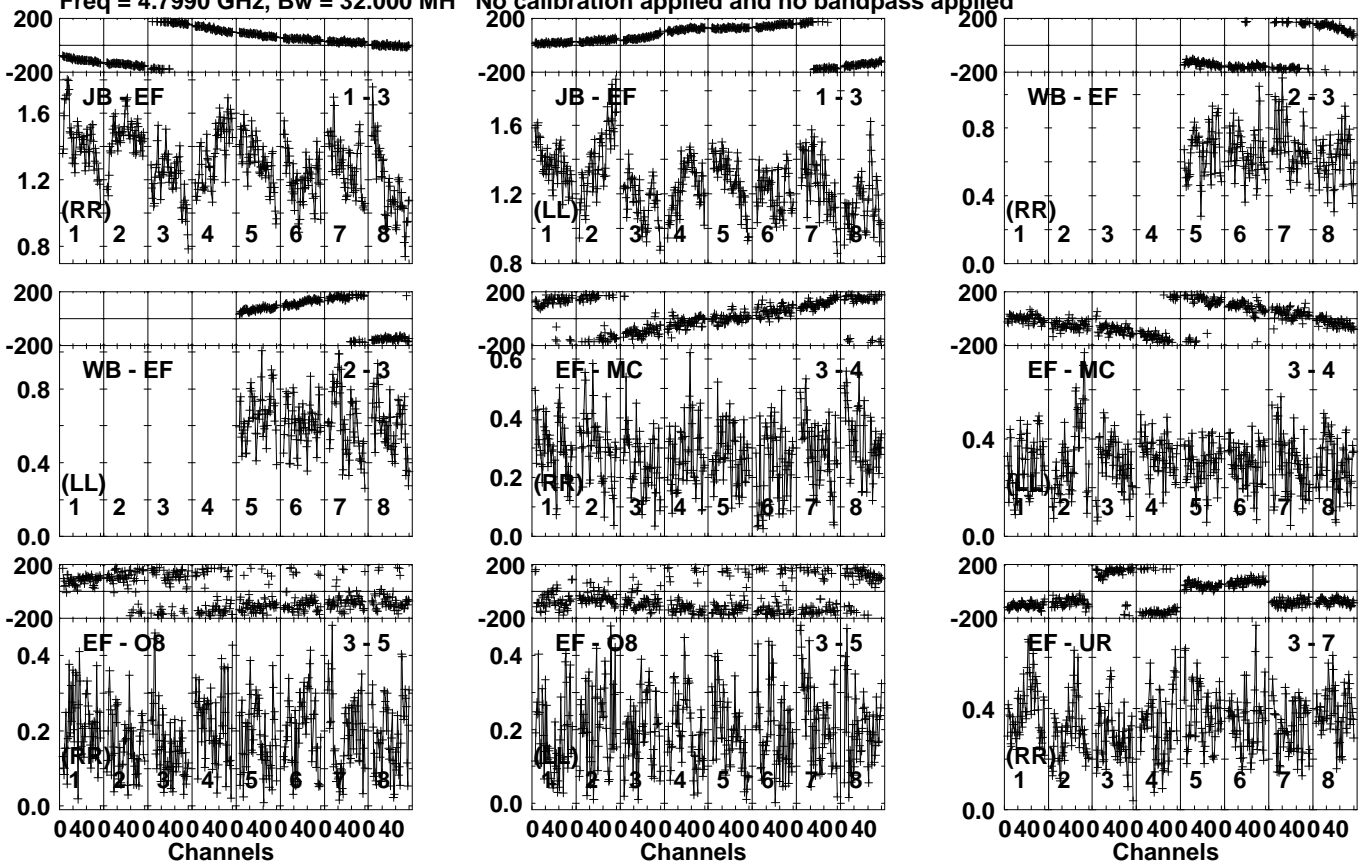 Freq = 4.7990 GHz, Bw = 32.000 MH No calibration applied and no bandpass applied
200 200 200
-200 -200 -200
JB - EF 1 - 3 JB - EF 1 - 3 WB - EF 2 - 3
1.6 1.6 0.8
1.2 1.2 0.4
(RR) (LL) (RR)
1 2 3 4 5 6 7 8 1 2 3 4 5 6 7 8 1 2 3 4 5 6 7 8
0.8 0.8 0.0
200 200 200
-200 -200 -200
WB - EF 2 - 3 EF - MC 3 - 4 EF - MC 3 - 4
0.8 0.6
0.4 0.4 0.4
0.2
(LL) (RR) (LL)
1 2 3 4 5 6 7 8 1 2 3 4 5 6 7 8 1 2 3 4 5 6 7 8
0.0 0.0 0.0
200 200 200
-200 -200 -200
EF - O8 3 - 5 EF - O8 3 - 5 EF - UR 3 - 7
0.4 0.4 0.4
0.2 0.2
(RR) (LL) (RR)
1 2 3 4 5 6 7 8 1 2 3 4 5 6 7 8 1 2 3 4 5 6 7 8
0.0 0.0 0.0
0 40 0 40 0 40 0 40 0 40 0 40 0 40 0 40 0 40 0 40 0 40 0 40 0 40 0 40 0 40 0 40 0 40 0 40 0 40 0 40 0 40 0 40 0 40 0 40
Channels Channels Channels